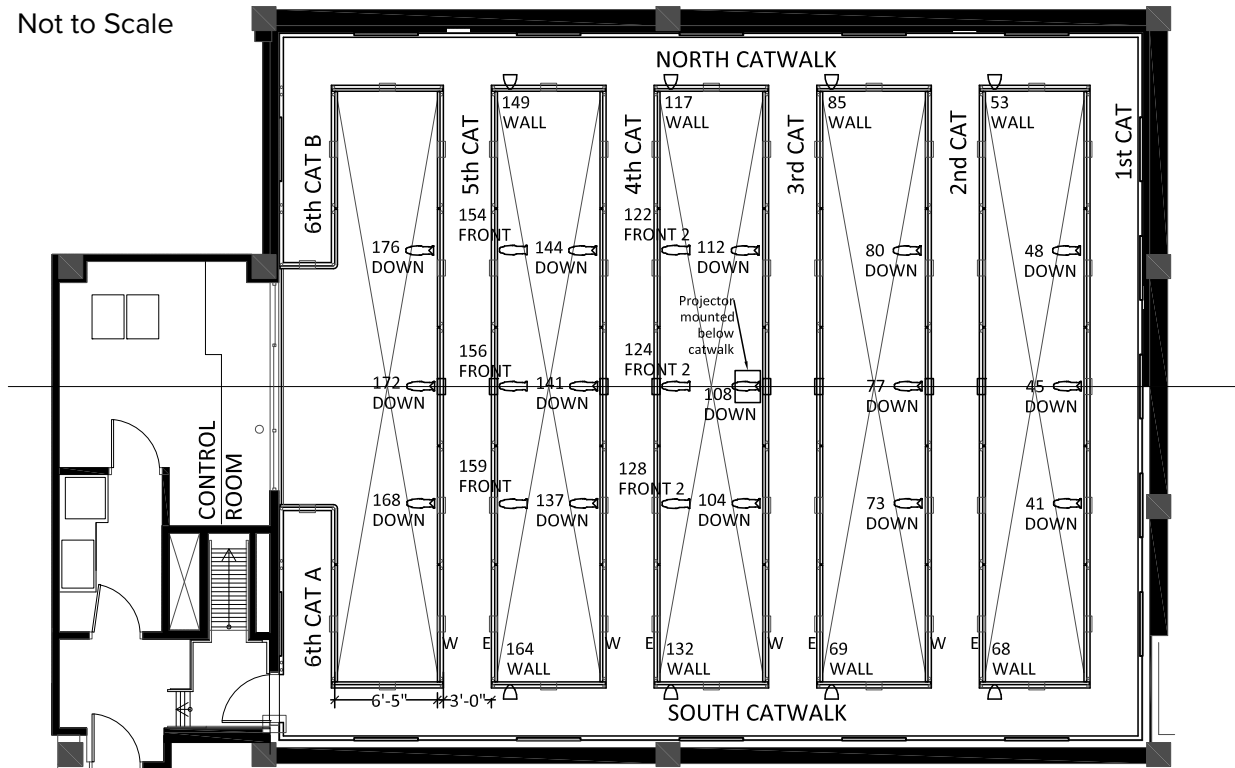 Not to Scale
NORTH CATWALK
149
WALL
117
WALL
85
WALL
53
WALL
6th CAT B
5th CAT
4th CAT
3rd CAT
2nd CAT
1st CAT
154
FRONT
122
FRONT 2
176
DOWN
144
DOWN
112
DOWN
80
DOWN
48
DOWN
Projector
mounted
below
catwalk
156
FRONT
124
FRONT 2
172
DOWN
141
DOWN
108
DOWN
77
DOWN
45
DOWN
CONTROL
ROOM
159
FRONT
128
FRONT 2
168
DOWN
137
DOWN
104
DOWN
73
DOWN
41
DOWN
6th CAT A
W
E
W
E
W
E
W
E
164
WALL
132
WALL
69
WALL
68
WALL
6'-5"
3'-0"
SOUTH CATWALK